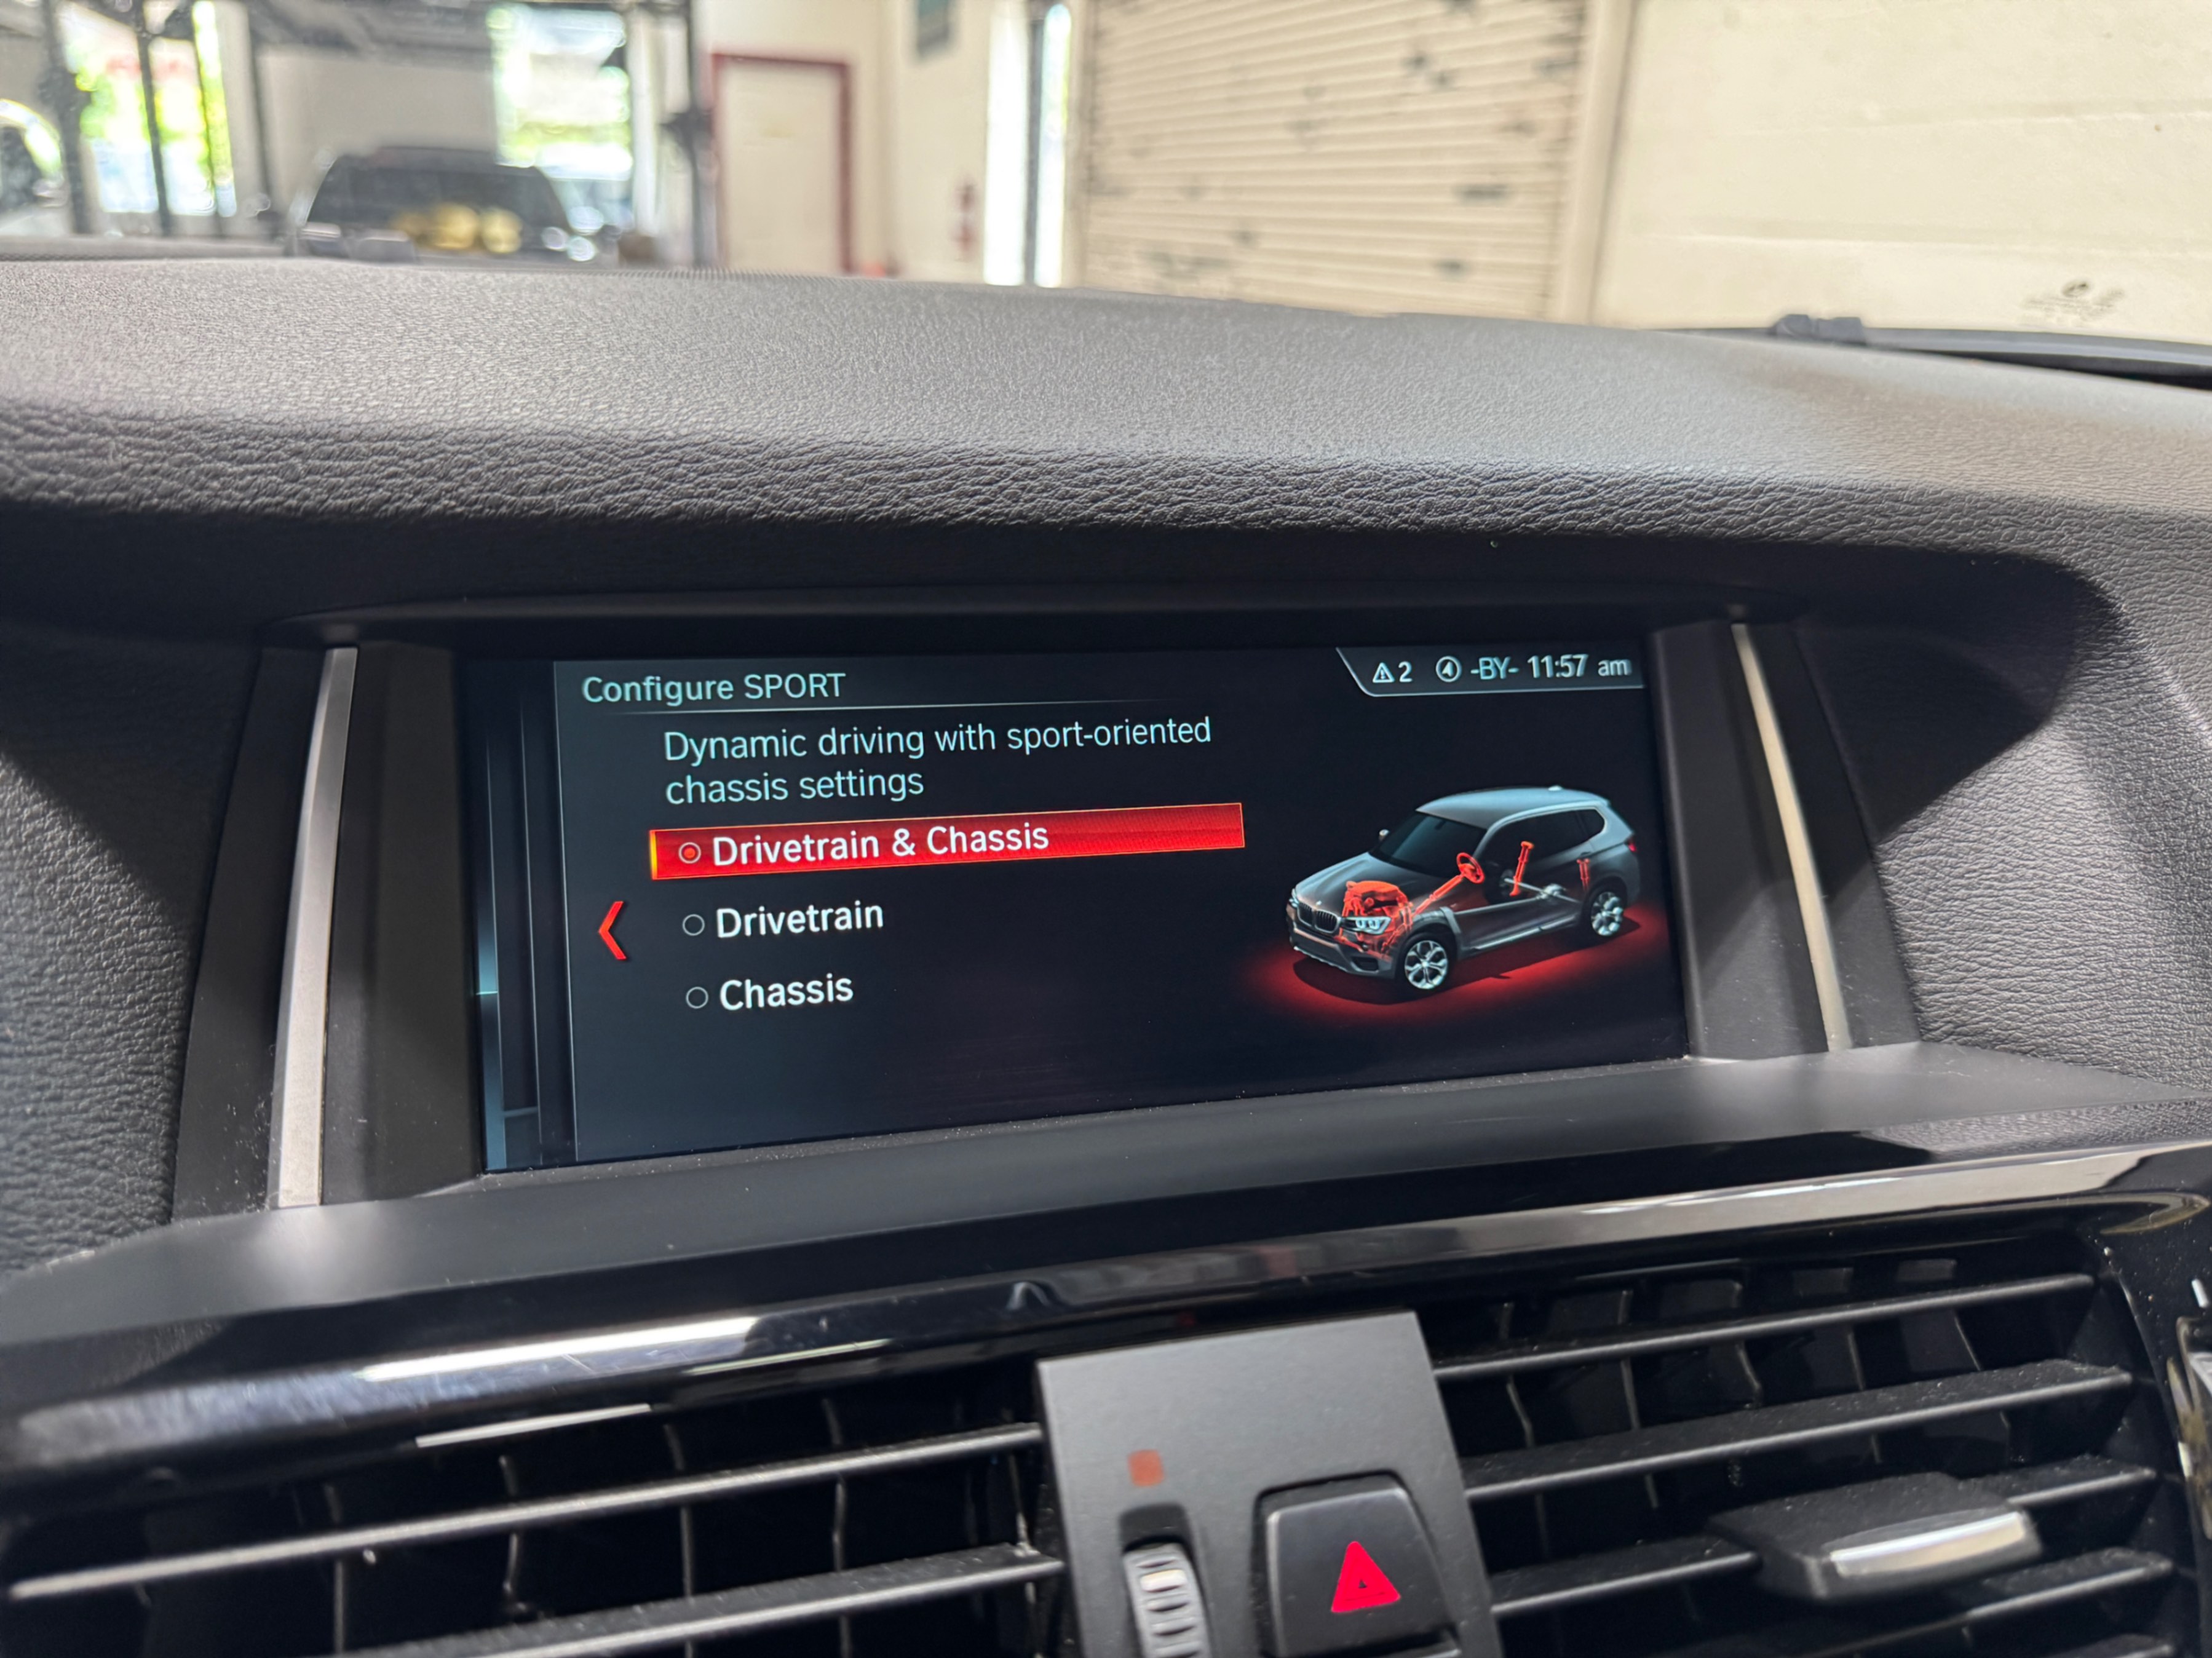 Configure SPORT
2 -BY- 11:57 am
Dynamic driving with sport-oriented
chassis settings
Drivetrain & Chassis
Drivetrain
Chassis